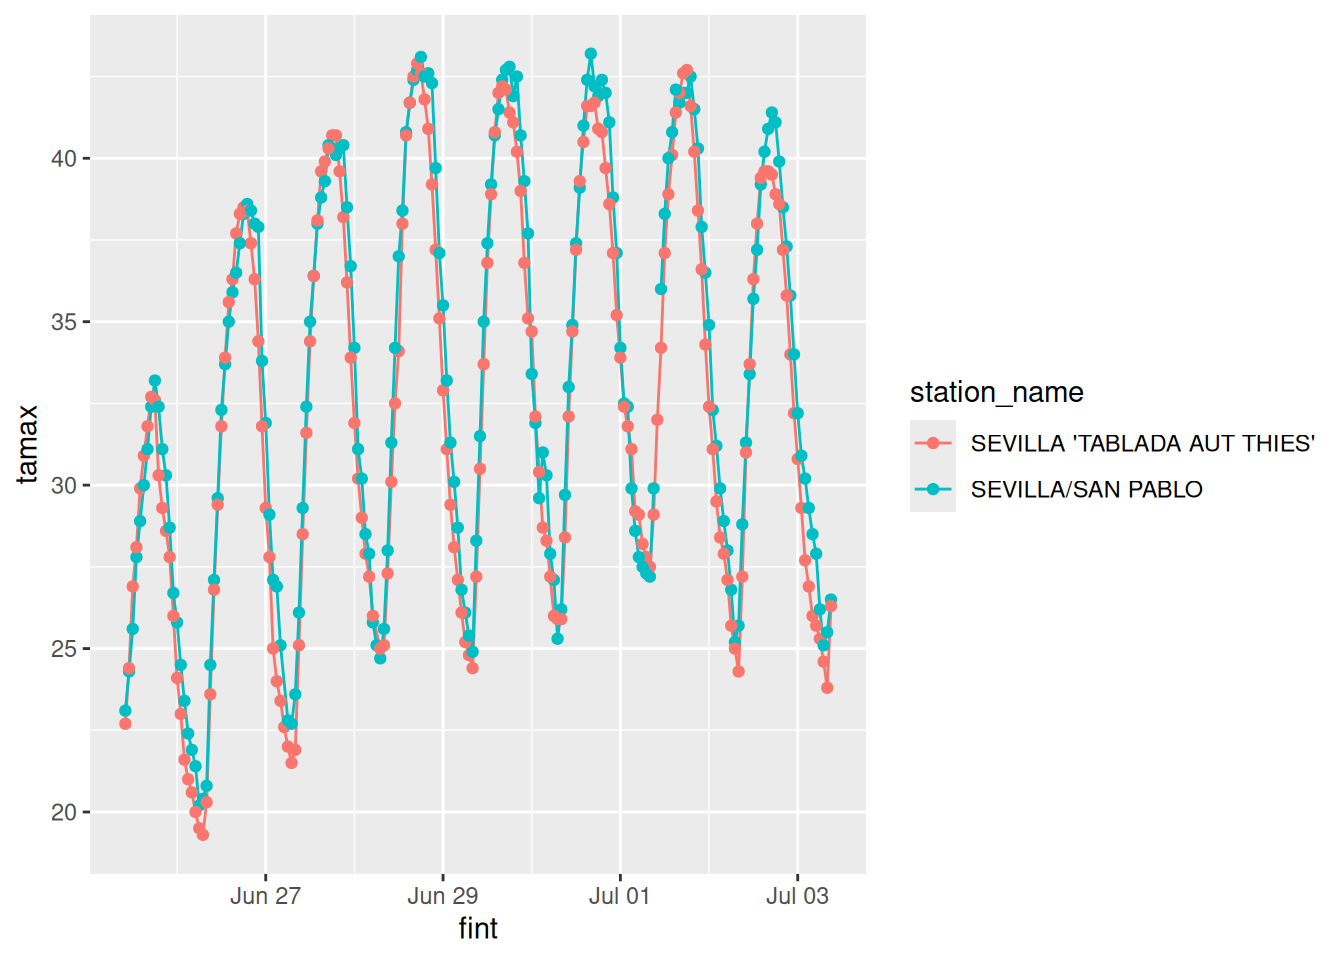 tamax
40
35
30
25
20
Jun 27
Jun 29
Jul 01
Jul 03
fint
station_name
SEVILLA 'TABLADA AUT THIES'
SEVILLA/SAN PABLO